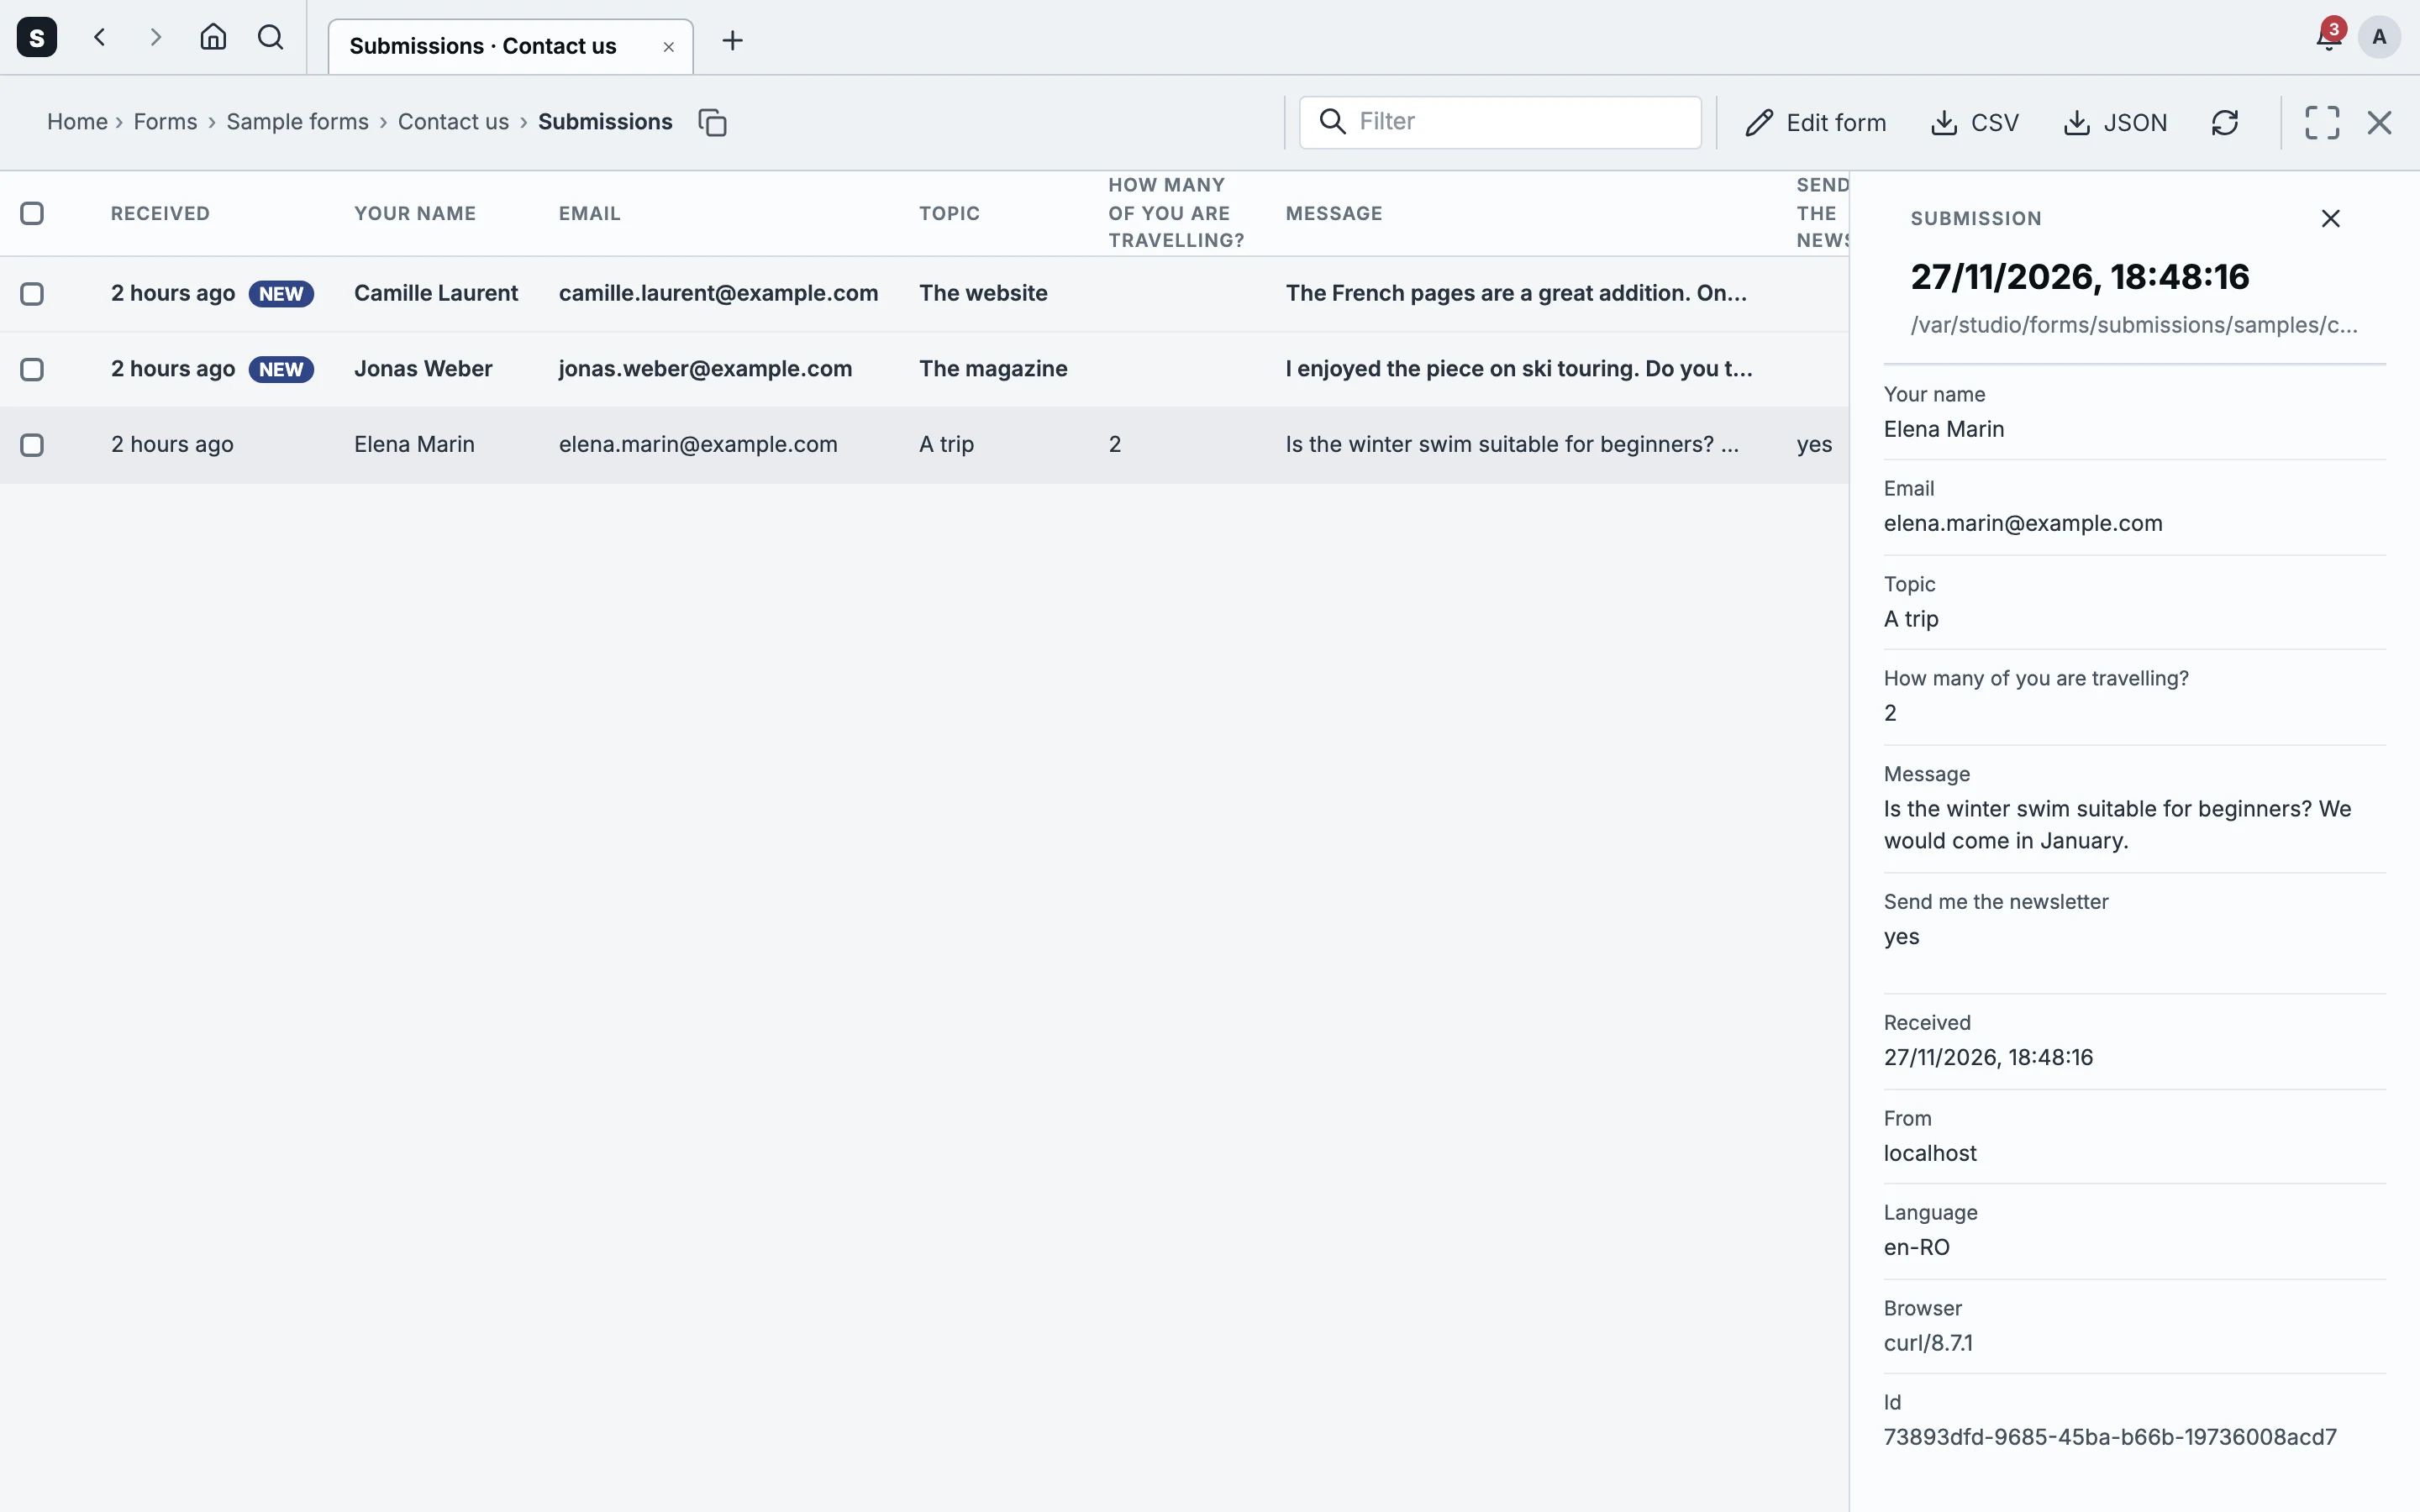 S
Submissions · Contact us ×
3
A
Home › Forms › Sample forms › Contact us › Submissions
Filter
Edit form
CSV
JSON
RECEIVED
YOUR NAME
EMAIL
TOPIC
HOW MANY
OF YOU ARE
TRAVELLING?
MESSAGE
SEND
THE
NEWS
2 hours ago NEW Camille Laurent camille.laurent@example.com The website The French pages are a great addition. On...
2 hours ago NEW Jonas Weber jonas.weber@example.com The magazine I enjoyed the piece on ski touring. Do you t...
2 hours ago Elena Marin elena.marin@example.com A trip 2 Is the winter swim suitable for beginners? ... yes
SUBMISSION
27/11/2026, 18:48:16
/var/studio/forms/submissions/samples/c...
Your name
Elena Marin
Email
elena.marin@example.com
Topic
A trip
How many of you are travelling?
2
Message
Is the winter swim suitable for beginners? We
would come in January.
Send me the newsletter
yes
Received
27/11/2026, 18:48:16
From
localhost
Language
en-RO
Browser
curl/8.7.1
Id
73893dfd-9685-45ba-b66b-19736008acd7